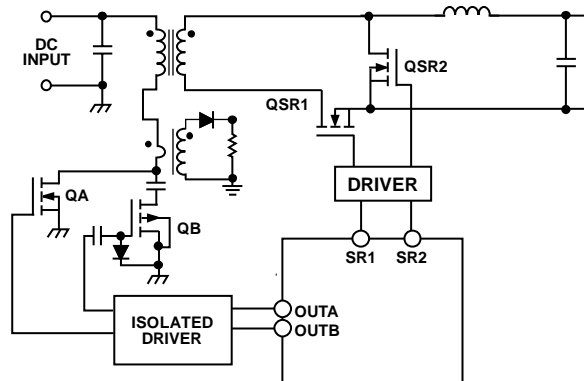 DC
INPUT
QSR2
QSR1
DRIVER
QA
QB
SR1
SR2
OUTA
OUTB
ISOLATED
DRIVER